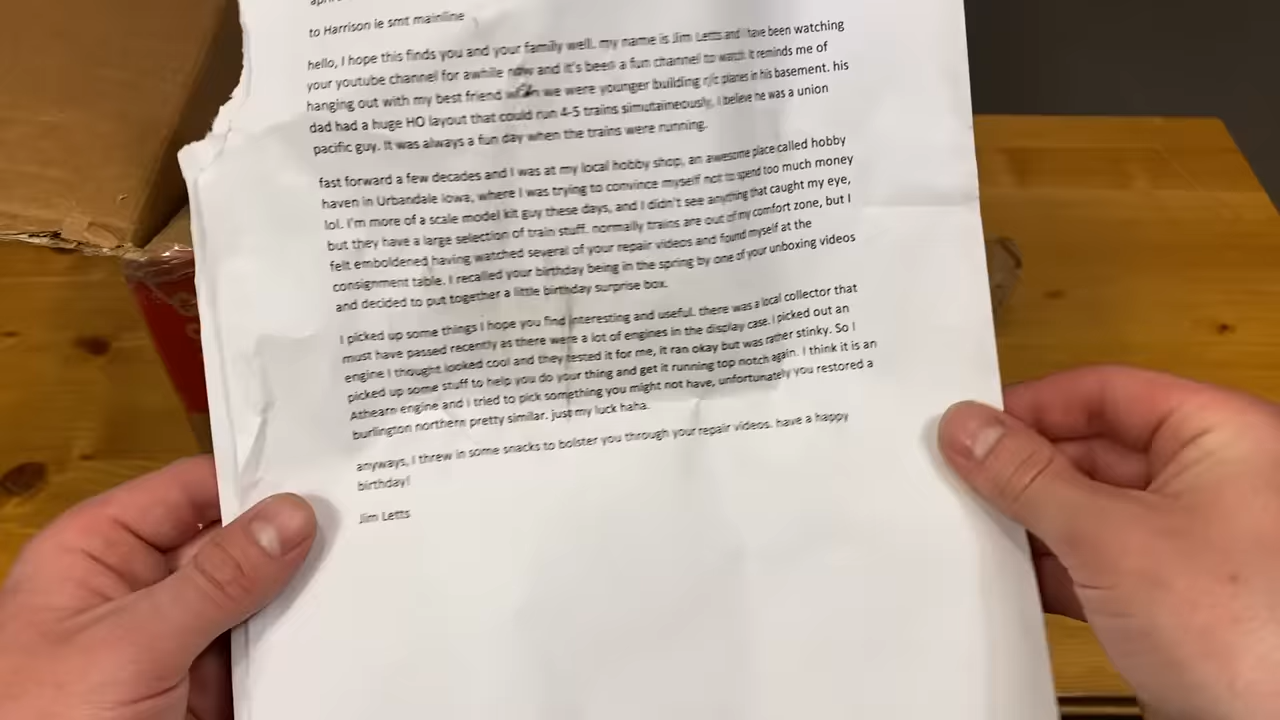 to Harrison ie smt mainline
hello, I hope this finds you and your family well. my name is Jim Letts and i have been watching
your youtube channel for awhile now and it's been a fun channel to watch it reminds me of
hanging out with my best friend when we were younger building r/c planes in his basement. his
dad had a huge HO layout that could run 4-5 trains simultaineously, I beleve he was a union
pacific guy. It was always a fun day when the trains were running.
fast forward a few decades and I was at my local hobby shop, an awesome place called hobby
haven in Urbandale Iowa, where I was trying to convince myself not to spend too much money
lol. I'm more of a scale model kit guy these days, and I didn't see anything that caught my eye,
but they have a large selection of train stuff. normally trains are out of my comfort zone, but I
felt emboldened having watched several of your repair videos and found myself at the
consignment table. I recalled your birthday being in the spring by one of your unboxing videos
and decided to put together a little birthday surprise box.
I picked up some things I hope you find interesting and useful. there was a local collector that
must have passed recently as there were a lot of engines in the display case. I picked out an
engine I thought looked cool and they tested it for me, it ran okay but was rather stinky. So I
picked up some stuff to help you do your thing and get it running top notch again. I think it is an
Athearn engine and i tried to pick something you might not have, unfortunately you restored a
burlington northern pretty similar. just my luck haha.
anyways, I threw in some snacks to bolster you through your repair videos. have a happy
birthday!
Jim Letts